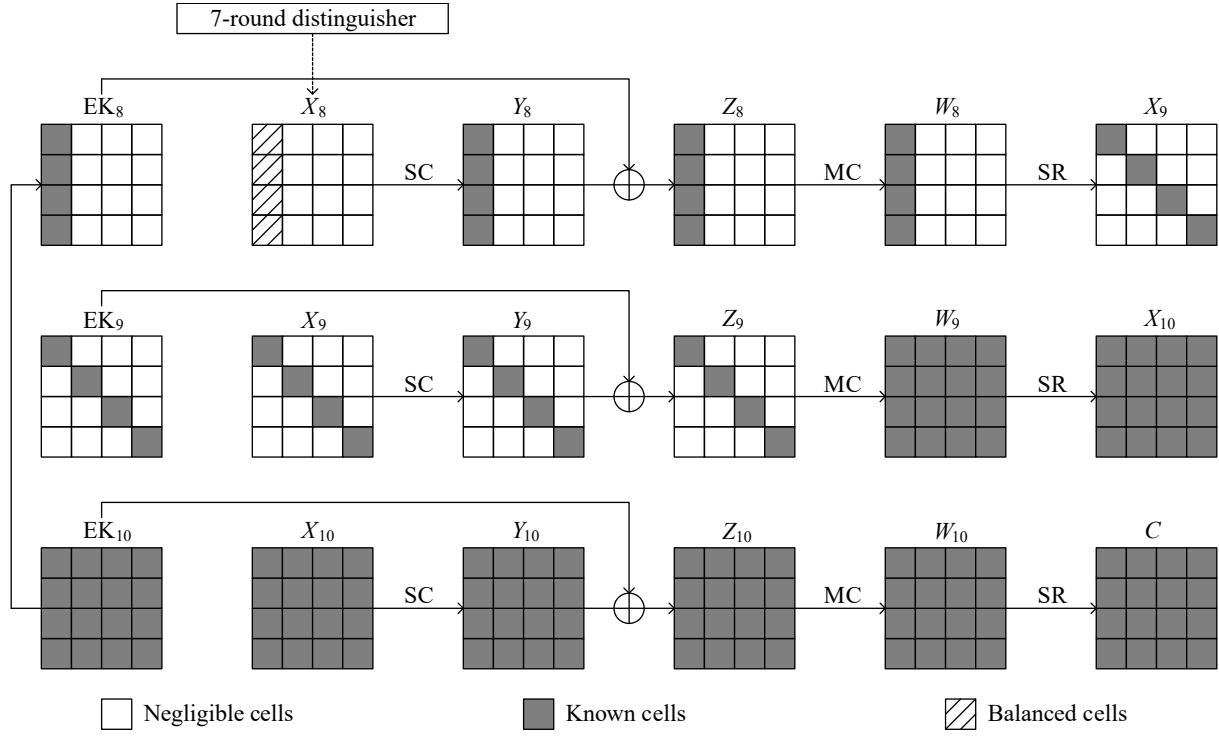 7-round distinguisher
EK₈ X₈ Y₈ Z₈ W₈ X₉
SC MC SR
EK₉ X₉ Y₉ Z₉ W₉ X₁₀
SC MC SR
EK₁₀ X₁₀ Y₁₀ Z₁₀ W₁₀ C
SC MC SR
Negligible cells Known cells Balanced cells